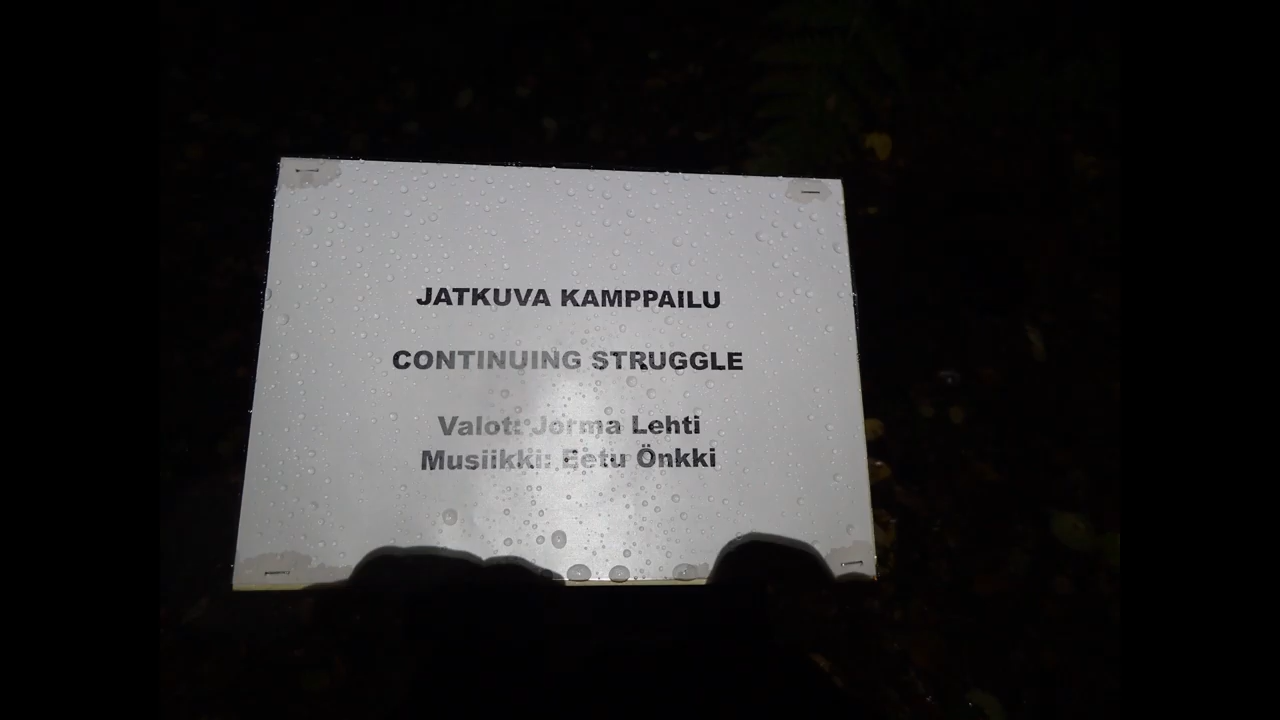 JATKUVA KAMPPAILU
CONTINUING STRUGGLE
Valot: Jorma Lehti
Musiikki: Eetu Önkki